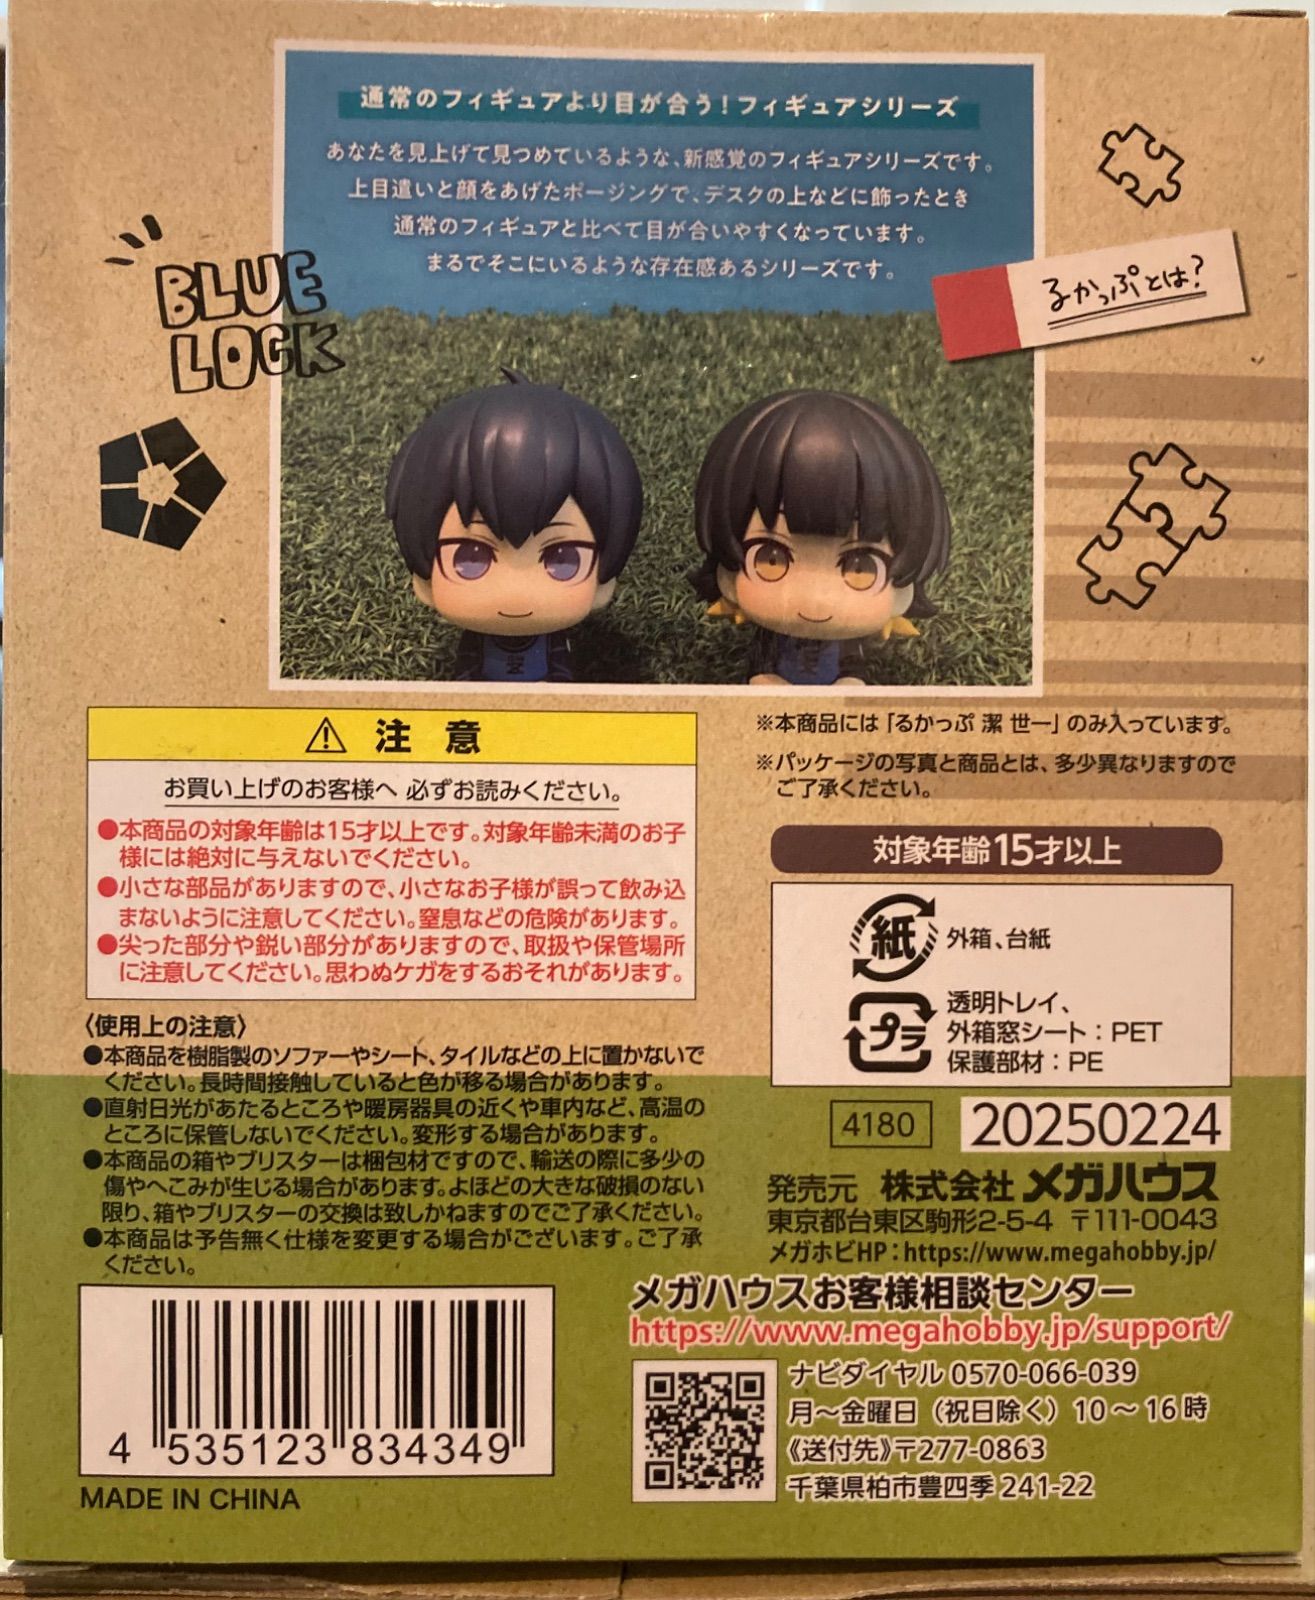 通常のフィギュアより目が合う！フィギュアシリーズ
あなたを見上げて見つめているような、新感覚のフィギュアシリーズです。
上目遣いと顔をあげたポージングで、デスクの上などに飾ったとき
通常のフィギュアと比べて目が合いやすくなっています。
まるでそこにいるような存在感あるシリーズです。
るかっぷとは?
BLUE
LOCK
⚠ 注意
お買い上げのお客様へ 必ずお読みください。
●本商品の対象年齢は15才以上です。対象年齢未満のお子
様には絶対に与えないでください。
●小さな部品がありますので、小さなお子様が誤って飲み込
まないように注意してください。窒息などの危険があります。
●尖った部分や鋭い部分がありますので、取扱や保管場所
に注意してください。思わぬケガをするおそれがあります。
〈使用上の注意〉
●本商品を樹脂製のソファーやシート、タイルなどの上に置かないで
ください。長時間接触していると色が移る場合があります。
●直射日光があたるところや暖房器具の近くや車内など、高温の
ところに保管しないでください。変形する場合があります。
●本商品の箱やブリスターは梱包材ですので、輸送の際に多少の
傷やへこみが生じる場合があります。よほどの大きな破損のない
限り、箱やブリスターの交換は致しかねますのでご了承ください。
●本商品は予告無く仕様を変更する場合がございます。ご了承
ください。
4 535123 834349
MADE IN CHINA
※本商品には「るかっぷ 潔 世一」のみ入っています。
※パッケージの写真と商品とは、多少異なりますので
ご了承ください。
対象年齢15才以上
紙 外箱、台紙
プラ 透明トレイ、
外箱窓シート：PET
保護部材：PE
4180 20250224
発売元 株式会社メガハウス
東京都台東区駒形2-5-4 〒111-0043
メガホビHP：https://www.megahobby.jp/
メガハウスお客様相談センター
https://www.megahobby.jp/support/
ナビダイヤル 0570-066-039
月～金曜日（祝日除く）10～16時
《送付先》〒277-0863
千葉県柏市豊四季 241-22